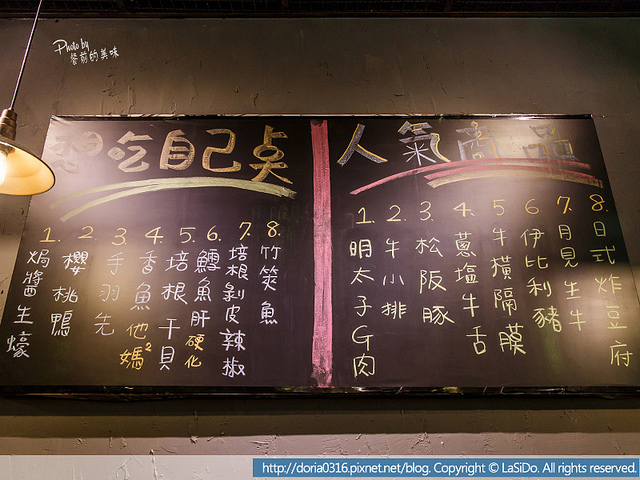 Photo by
餐前的美味
想吃自己点
1. 焗醬生蠔
2. 櫻桃鴨
3. 手羽先
4. 香魚他媽²
5. 培根干貝
6. 鱈魚肝硬化
7. 培根剝皮辣椒
8. 竹筴魚
人氣商品
1. 明太子G肉
2. 牛小排
3. 松阪豚
4. 蔥塩牛舌
5. 牛橫隔膜
6. 伊比利豬
7. 月見生牛
8. 日式炸豆府
http://doria0316.pixnet.net/blog. Copyright © LaSiDo. All rights reserved.